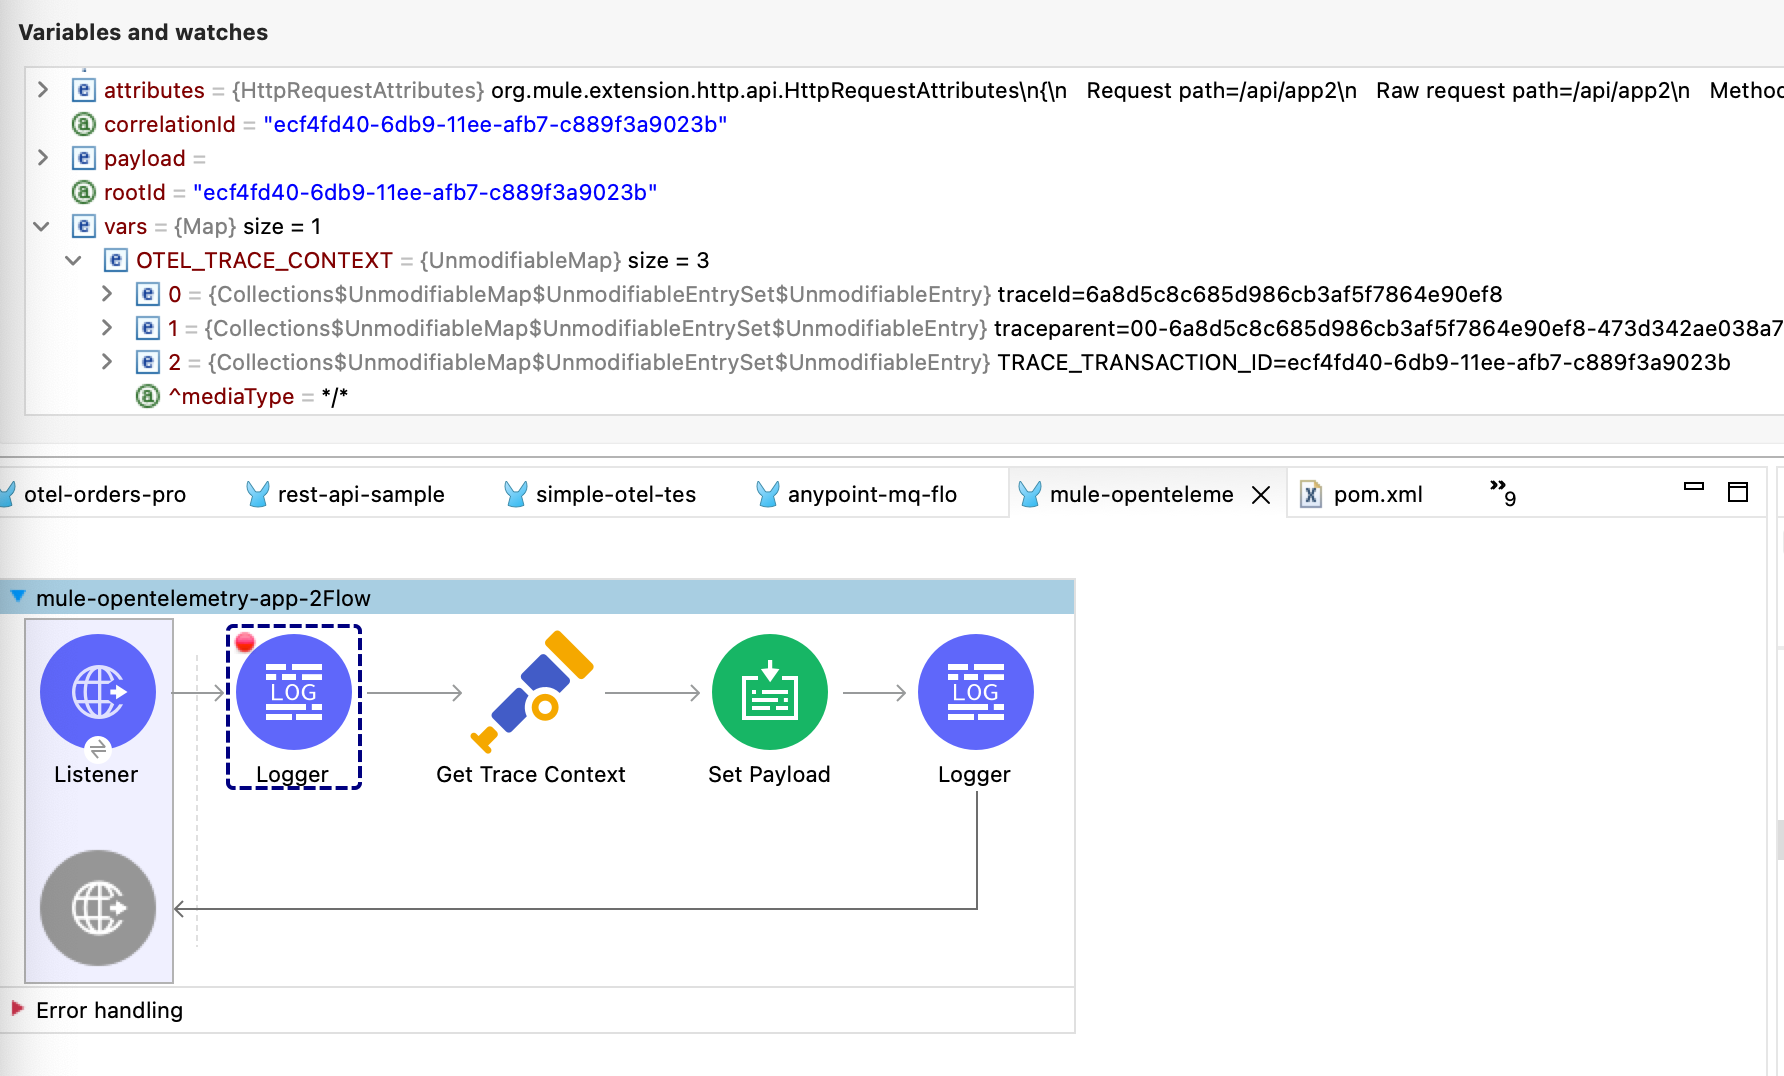 Variables and watches
attributes = {HttpRequestAttributes} org.mule.extension.http.api.HttpRequestAttributes\n{\n   Request path=/api/app2\n   Raw request path=/api/app2\n   Metho
correlationId = "ecf4fd40-6db9-11ee-afb7-c889f3a9023b"
payload =
rootId = "ecf4fd40-6db9-11ee-afb7-c889f3a9023b"
vars = {Map} size = 1
OTEL_TRACE_CONTEXT = {UnmodifiableMap} size = 3
0 = {Collections$UnmodifiableMap$UnmodifiableEntrySet$UnmodifiableEntry} traceId=6a8d5c8c685d986cb3af5f7864e90ef8
1 = {Collections$UnmodifiableMap$UnmodifiableEntrySet$UnmodifiableEntry} traceparent=00-6a8d5c8c685d986cb3af5f7864e90ef8-473d342ae038a7
2 = {Collections$UnmodifiableMap$UnmodifiableEntrySet$UnmodifiableEntry} TRACE_TRANSACTION_ID=ecf4fd40-6db9-11ee-afb7-c889f3a9023b
^mediaType = */*
otel-orders-pro rest-api-sample simple-otel-tes anypoint-mq-flo mule-openteleme pom.xml »9
mule-opentelemetry-app-2Flow
LOG LOG
Listener Logger Get Trace Context Set Payload Logger
Error handling